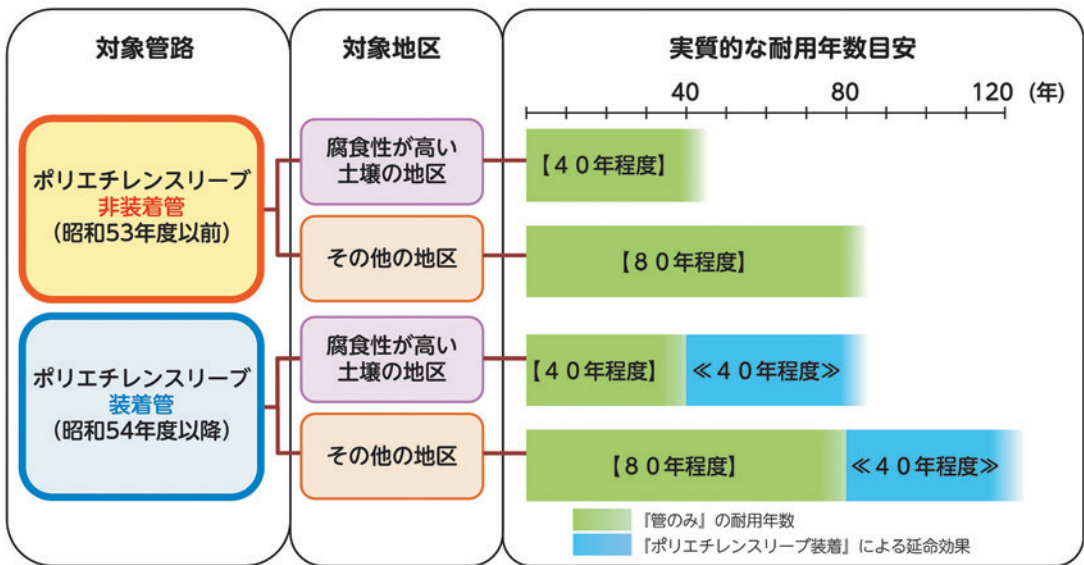 対象管路
対象地区
実質的な耐用年数目安
40
80
120
(年)
ポリエチレンスリーブ
非装着管
(昭和53年度以前)
腐食性が高い
土壌の地区
【４０年程度】
その他の地区
【８０年程度】
ポリエチレンスリーブ
装着管
(昭和54年度以降)
腐食性が高い
土壌の地区
【４０年程度】
≪４０年程度≫
その他の地区
【８０年程度】
≪４０年程度≫
『管のみ』の耐用年数
『ポリエチレンスリーブ装着』による延命効果